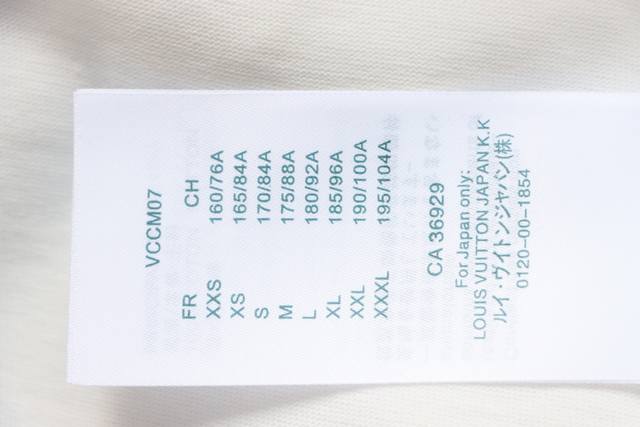 VCCM07
FR CH
XXS 160/76A
XS 165/84A
S 170/84A
M 175/88A
L 180/92A
XL 185/96A
XXL 190/100A
XXXL 195/104A
CA 36929
For Japan only:
LOUIS VUITTON JAPAN K.K
ルイ・ヴィトンジャパン(株)
0120-00-1854